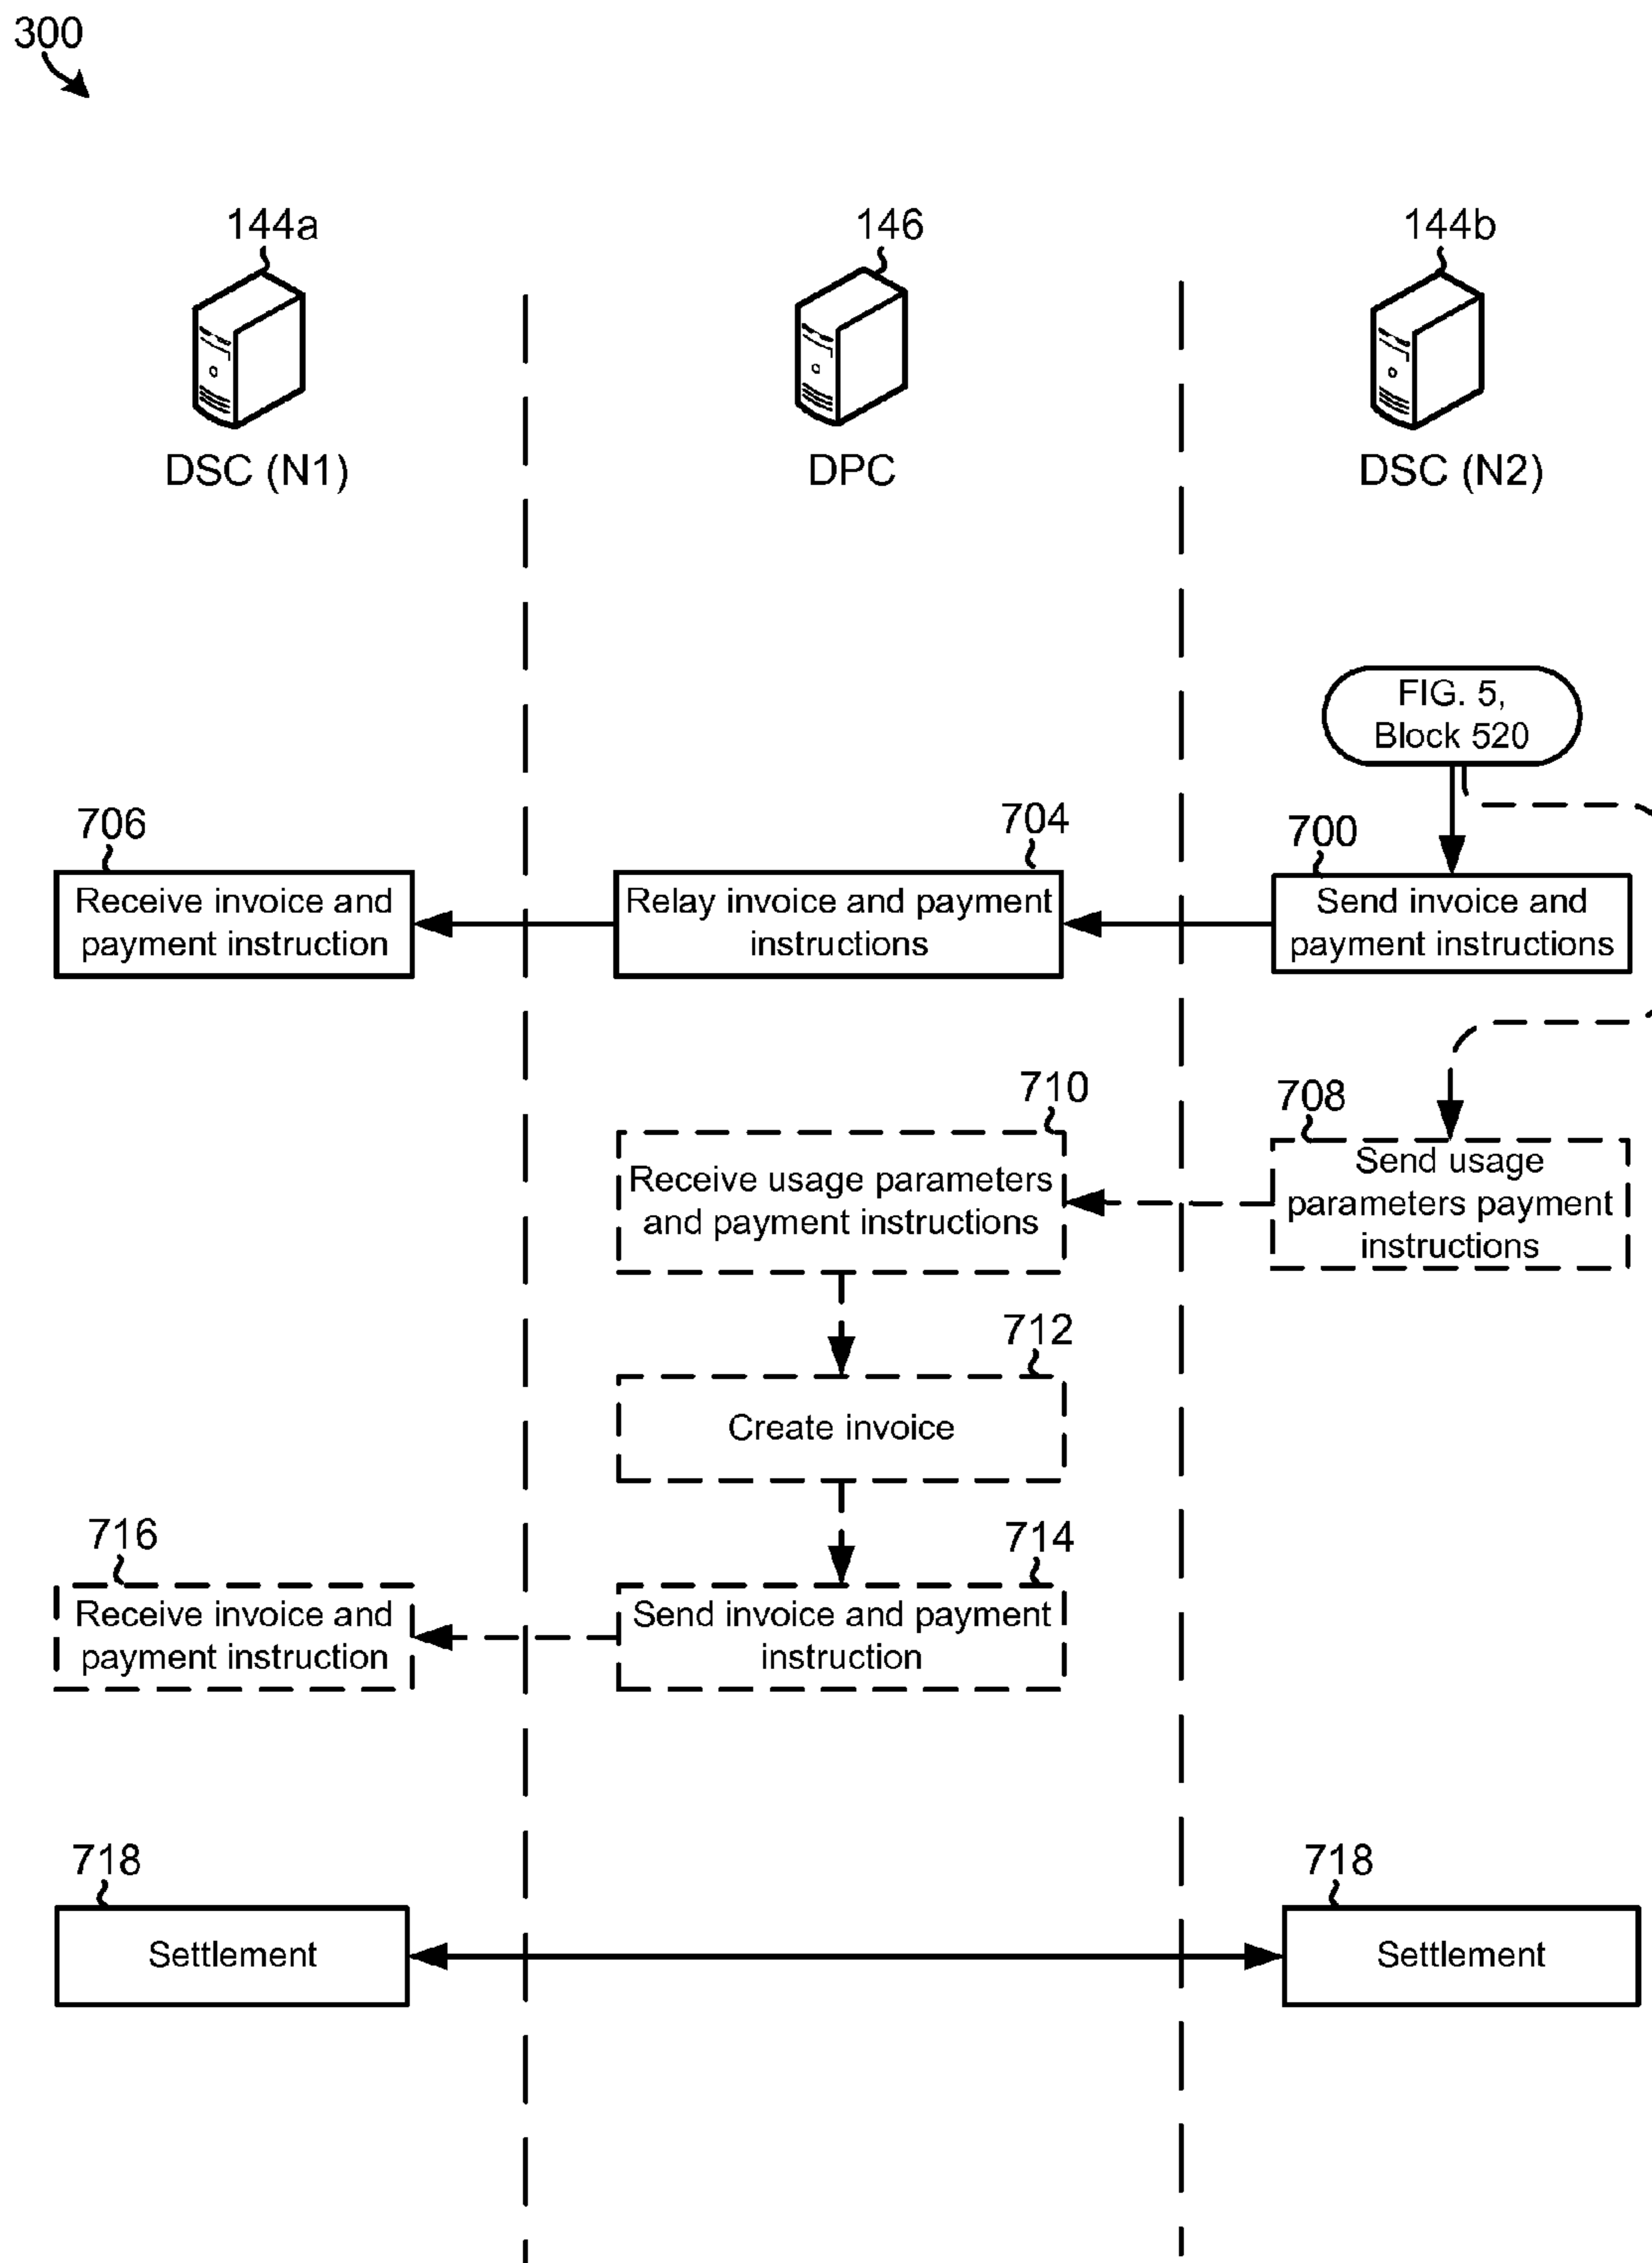 300
144a
146
144b
DSC (N1)
DPC
DSC (N2)
FIG. 5,
Block 520
706
704
700
Receive invoice and
payment instruction
Relay invoice and payment
instructions
Send invoice and
payment instructions
710
708
Receive usage parameters
and payment instructions
Send usage
parameters payment
instructions
712
Create invoice
716
714
Receive invoice and
payment instruction
Send invoice and payment
instruction
718
718
Settlement
Settlement